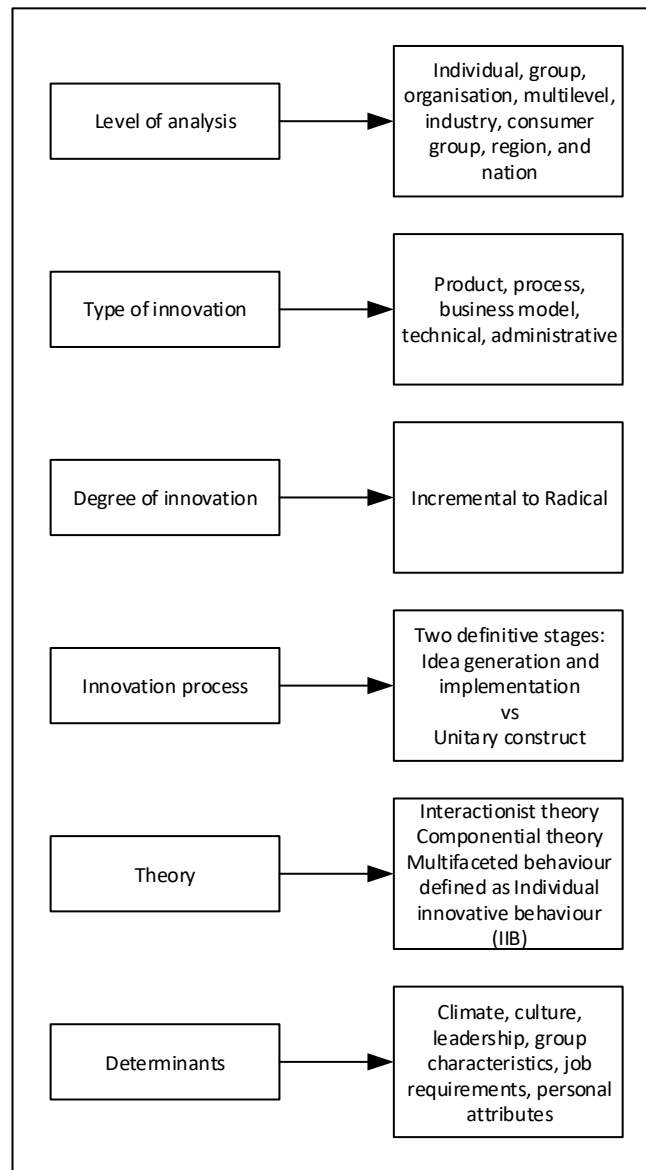 Level of analysis
Individual, group,
organisation, multilevel,
industry, consumer
group, region, and
nation
Type of innovation
Product, process,
business model,
technical, administrative
Degree of innovation
Incremental to Radical
Innovation process
Two definitive stages:
Idea generation and
implementation
vs
Unitary construct
Theory
Interactionist theory
Componential theory
Multifaceted behaviour
defined as Individual
innovative behaviour
(IIB)
Determinants
Climate, culture,
leadership, group
characteristics, job
requirements, personal
attributes